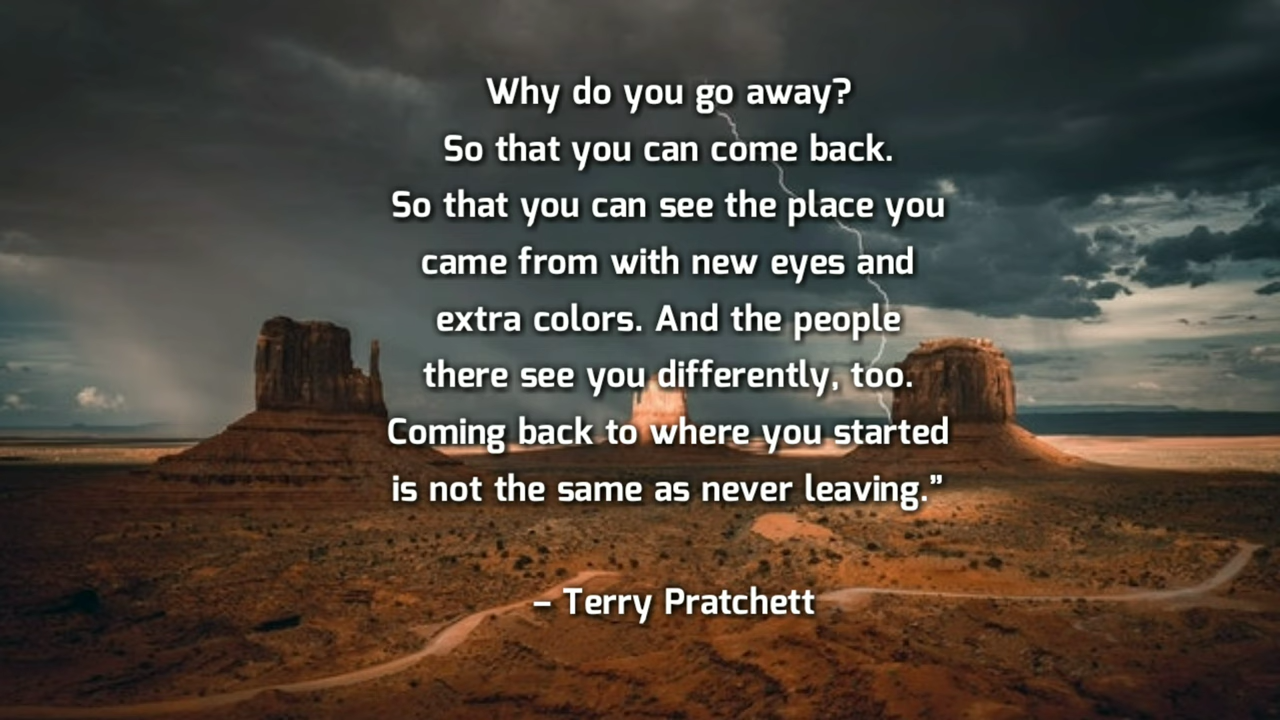 Why do you go away?
So that you can come back.
So that you can see the place you
came from with new eyes and
extra colors. And the people
there see you differently, too.
Coming back to where you started
is not the same as never leaving.”
– Terry Pratchett